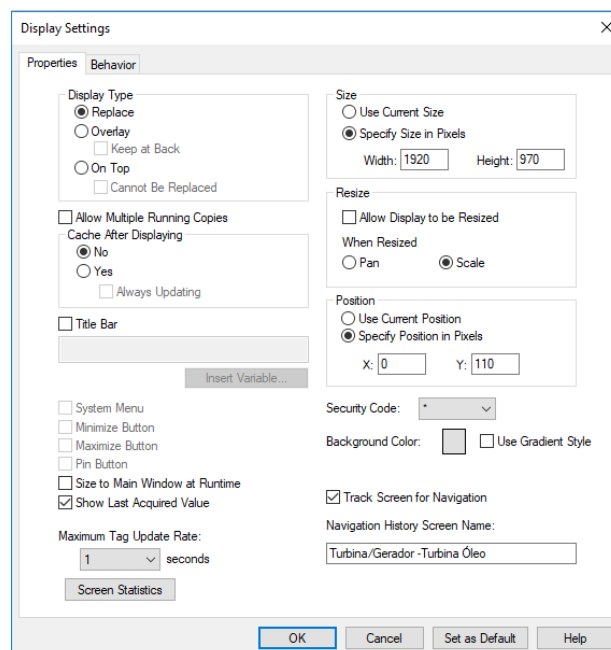 Display Settings
Properties
Behavior
Display Type
Replace
Overlay
Keep at Back
On Top
Cannot Be Replaced
Allow Multiple Running Copies
Cache After Displaying
No
Yes
Always Updating
Title Bar
Insert Variable...
System Menu
Minimize Button
Maximize Button
Pin Button
Size to Main Window at Runtime
Show Last Acquired Value
Maximum Tag Update Rate:
1 seconds
Screen Statistics
Size
Use Current Size
Specify Size in Pixels
Width: 1920 Height: 970
Resize
Allow Display to be Resized
When Resized
Pan Scale
Position
Use Current Position
Specify Position in Pixels
X: 0 Y: 110
Security Code: *
Background Color: Use Gradient Style
Track Screen for Navigation
Navigation History Screen Name:
Turbina/Gerador -Turbina Óleo
OK Cancel Set as Default Help